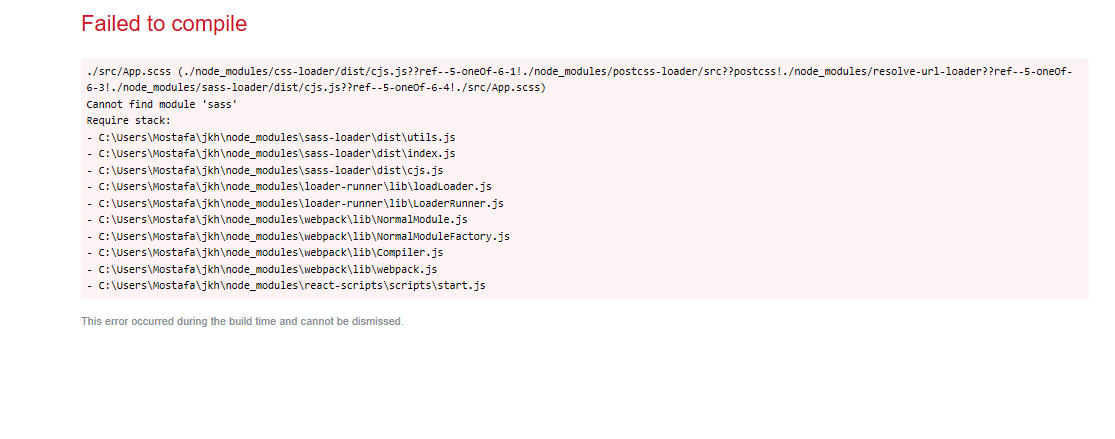 Failed to compile
./src/App.scss (./node_modules/css-loader/dist/cjs.js??ref--5-oneOf-6-1!./node_modules/postcss-loader/src??postcss!./node_modules/resolve-url-loader??ref--5-oneOf-
6-3!./node_modules/sass-loader/dist/cjs.js??ref--5-oneOf-6-4!./src/App.scss)
Cannot find module 'sass'
Require stack:
- C:\Users\Mostafa\jkh\node_modules\sass-loader\dist\utils.js
- C:\Users\Mostafa\jkh\node_modules\sass-loader\dist\index.js
- C:\Users\Mostafa\jkh\node_modules\sass-loader\dist\cjs.js
- C:\Users\Mostafa\jkh\node_modules\loader-runner\lib\loadLoader.js
- C:\Users\Mostafa\jkh\node_modules\loader-runner\lib\LoaderRunner.js
- C:\Users\Mostafa\jkh\node_modules\webpack\lib\NormalModule.js
- C:\Users\Mostafa\jkh\node_modules\webpack\lib\NormalModuleFactory.js
- C:\Users\Mostafa\jkh\node_modules\webpack\lib\Compiler.js
- C:\Users\Mostafa\jkh\node_modules\webpack\lib\webpack.js
- C:\Users\Mostafa\jkh\node_modules\react-scripts\scripts\start.js
This error occurred during the build time and cannot be dismissed.